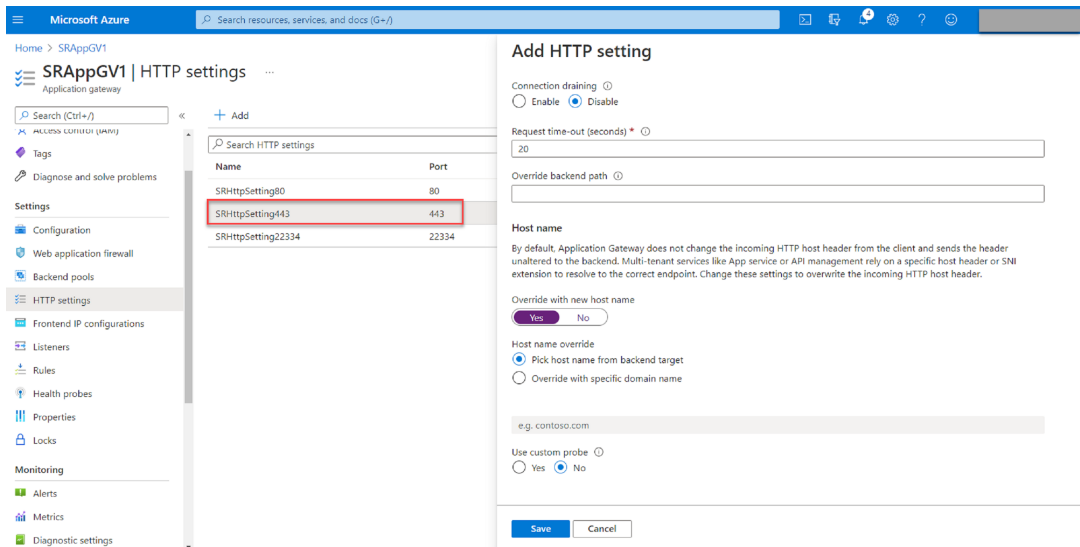 Microsoft Azure
Search resources, services, and docs (G+/)
4
Home > SRAppGV1
SRAppGV1 | HTTP settings ...
Application gateway
Search (Ctrl+/)
«
Access control (IAM)
Tags
Diagnose and solve problems
Settings
Configuration
Web application firewall
Backend pools
HTTP settings
Frontend IP configurations
Listeners
Rules
Health probes
Properties
Locks
Monitoring
Alerts
Metrics
Diagnostic settings
+ Add
Search HTTP settings
Name Port
SRHttpSetting80 80
SRHttpSetting443 443
SRHttpSetting22334 22334
Add HTTP setting
Connection draining
Enable Disable
Request time-out (seconds) *
20
Override backend path
Host name
By default, Application Gateway does not change the incoming HTTP host header from the client and sends the header
unaltered to the backend. Multi-tenant services like App service or API management rely on a specific host header or SNI
extension to resolve to the correct endpoint. Change these settings to overwrite the incoming HTTP host header.
Override with new host name
Yes No
Host name override
Pick host name from backend target
Override with specific domain name
e.g. contoso.com
Use custom probe
Yes No
Save Cancel